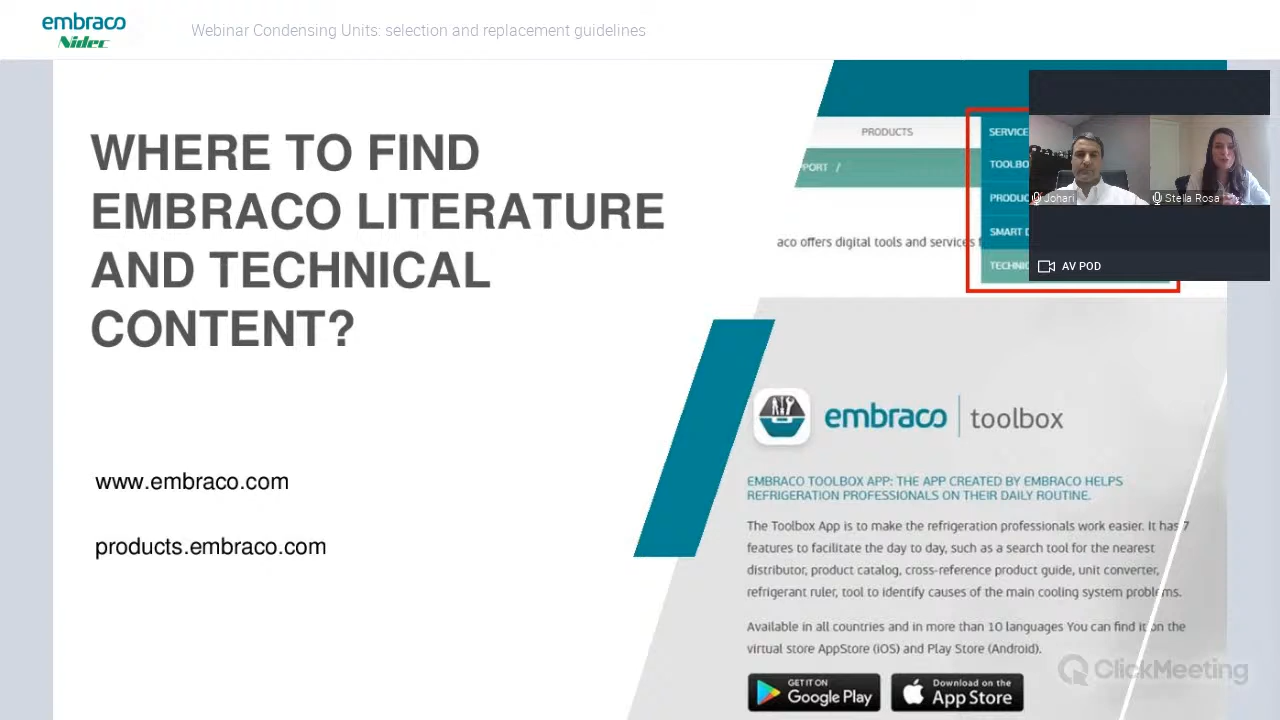 embraco
Nidec
Webinar Condensing Units: selection and replacement guidelines
WHERE TO FIND
EMBRACO LITERATURE
AND TECHNICAL
CONTENT?
www.embraco.com
products.embraco.com
PRODUCTS
SERVICE
TOOLBO
PPORT /
PRODUC
SMART D
aco offers digital tools and services f
TECHNIC
Johari
Stella Rosa
AV POD
embraco toolbox
EMBRACO TOOLBOX APP: THE APP CREATED BY EMBRACO HELPS
REFRIGERATION PROFESSIONALS ON THEIR DAILY ROUTINE.
The Toolbox App is to make the refrigeration professionals work easier. It has 7
features to facilitate the day to day, such as a search tool for the nearest
distributor, product catalog, cross-reference product guide, unit converter,
refrigerant ruler, tool to identify causes of the main cooling system problems.
Available in all countries and in more than 10 languages You can find it on the
virtual store AppStore (iOS) and Play Store (Android).
GET IT ON
Google Play
Download on the
App Store
ClickMeeting